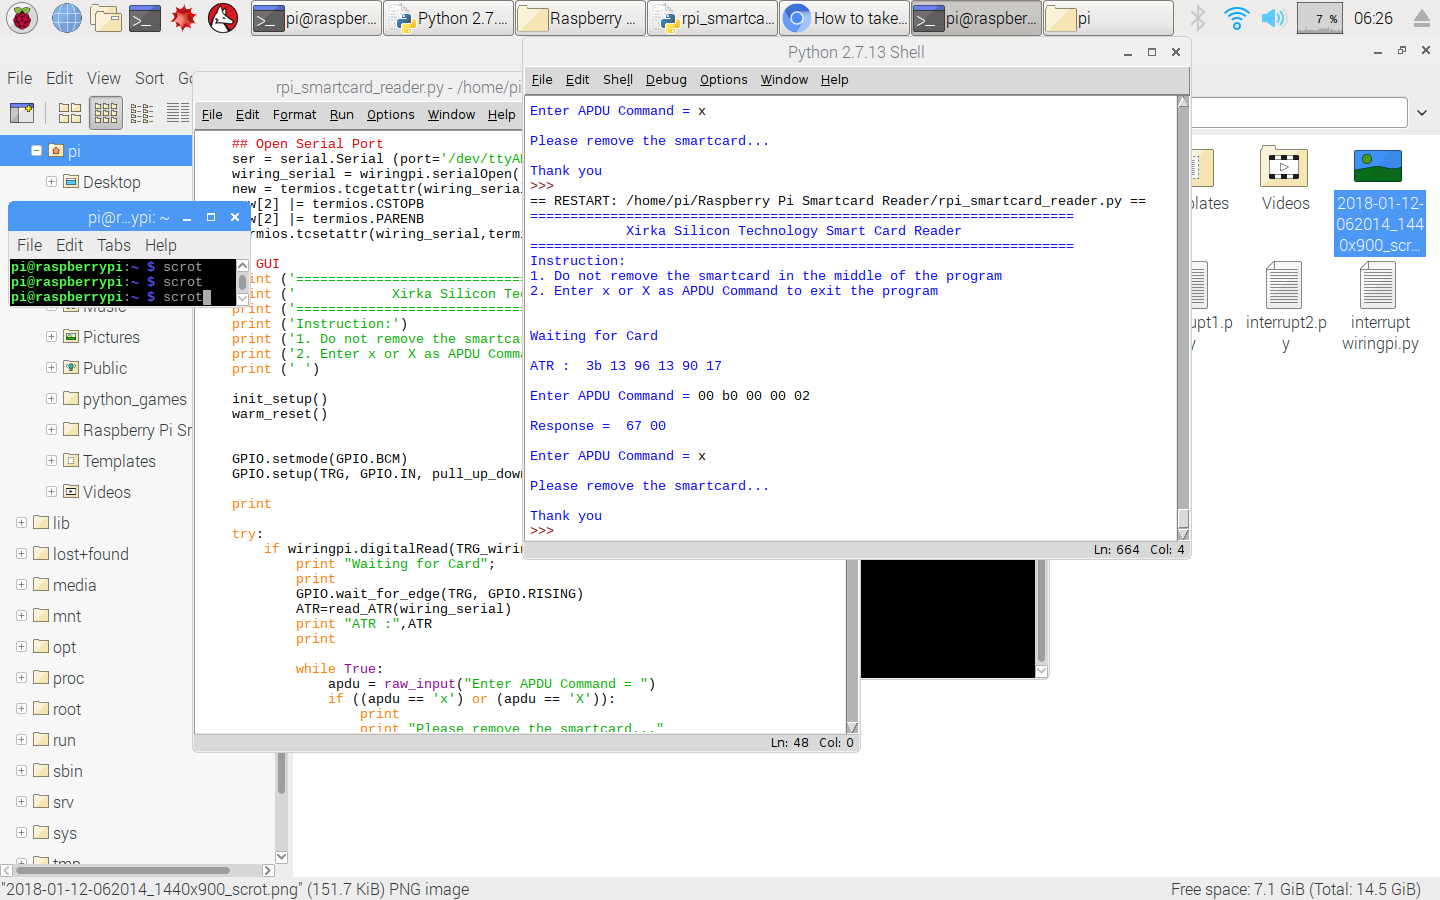 pi@raspber...
Python 2.7....
Raspberry ...
rpi_smartca...
How to take...
pi@raspber...
pi
7 %
06:26
File Edit View Sort Go
pi
Desktop
Music
Pictures
Public
python_games
Raspberry Pi Sr
Templates
Videos
lib
lost+found
media
mnt
opt
proc
root
run
sbin
srv
sys
tmp
pi@r...ypi: ~
File Edit Tabs Help
pi@raspberrypi:~ $ scrot
pi@raspberrypi:~ $ scrot
pi@raspberrypi:~ $ scrot
rpi_smartcard_reader.py - /home/pi
File Edit Format Run Options Window Help
## Open Serial Port
ser = serial.Serial (port='/dev/ttyA
wiring_serial = wiringpi.serialOpen(
new = termios.tcgetattr(wiring_seria
w[2] |= termios.CSTOPB
w[2] |= termios.PARENB
rmios.tcsetattr(wiring_serial,termi
GUI
int ('=============================
int (' Xirka Silicon Tec
print ('=============================
print ('Instruction:')
print ('1. Do not remove the smartca
print ('2. Enter x or X as APDU Comma
print (' ')
init_setup()
warm_reset()
GPIO.setmode(GPIO.BCM)
GPIO.setup(TRG, GPIO.IN, pull_up_down
print
try:
if wiringpi.digitalRead(TRG_wirin
print "Waiting for Card";
print
GPIO.wait_for_edge(TRG, GPIO.RISING)
ATR=read_ATR(wiring_serial)
print "ATR :",ATR
print
while True:
apdu = raw_input("Enter APDU Command = ")
if ((apdu == 'x') or (apdu == 'X')):
print
print "Please remove the smartcard..."
Ln: 48 Col: 0
Python 2.7.13 Shell
File Edit Shell Debug Options Window Help
Enter APDU Command = x
Please remove the smartcard...
Thank you
>>>
== RESTART: /home/pi/Raspberry Pi Smartcard Reader/rpi_smartcard_reader.py ==
====================================================================
Xirka Silicon Technology Smart Card Reader
====================================================================
Instruction:
1. Do not remove the smartcard in the middle of the program
2. Enter x or X as APDU Command to exit the program
Waiting for Card
ATR :  3b 13 96 13 90 17
Enter APDU Command = 00 b0 00 00 02
Response =  67 00
Enter APDU Command = x
Please remove the smartcard...
Thank you
>>>
Ln: 664 Col: 4
lates
Videos
2018-01-12-
062014_144
0x900_scr...
upt1.p
y
interrupt2.p
y
interrupt
wiringpi.py
"2018-01-12-062014_1440x900_scrot.png" (151.7 KiB) PNG image
Free space: 7.1 GiB (Total: 14.5 GiB)